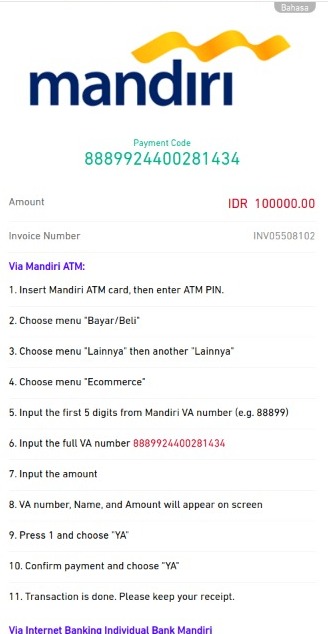 Bahasa
mandiri
Payment Code
8889924400281434
Amount
IDR 100000.00
Invoice Number
INV05508102
Via Mandiri ATM:
1. Insert Mandiri ATM card, then enter ATM PIN.
2. Choose menu "Bayar/Beli"
3. Choose menu "Lainnya" then another "Lainnya"
4. Choose menu "Ecommerce"
5. Input the first 5 digits from Mandiri VA number (e.g. 88899)
6. Input the full VA number 8889924400281434
7. Input the amount
8. VA number, Name, and Amount will appear on screen
9. Press 1 and choose "YA"
10. Confirm payment and choose "YA"
11. Transaction is done. Please keep your receipt.
Via Internet Banking Individual Bank Mandiri